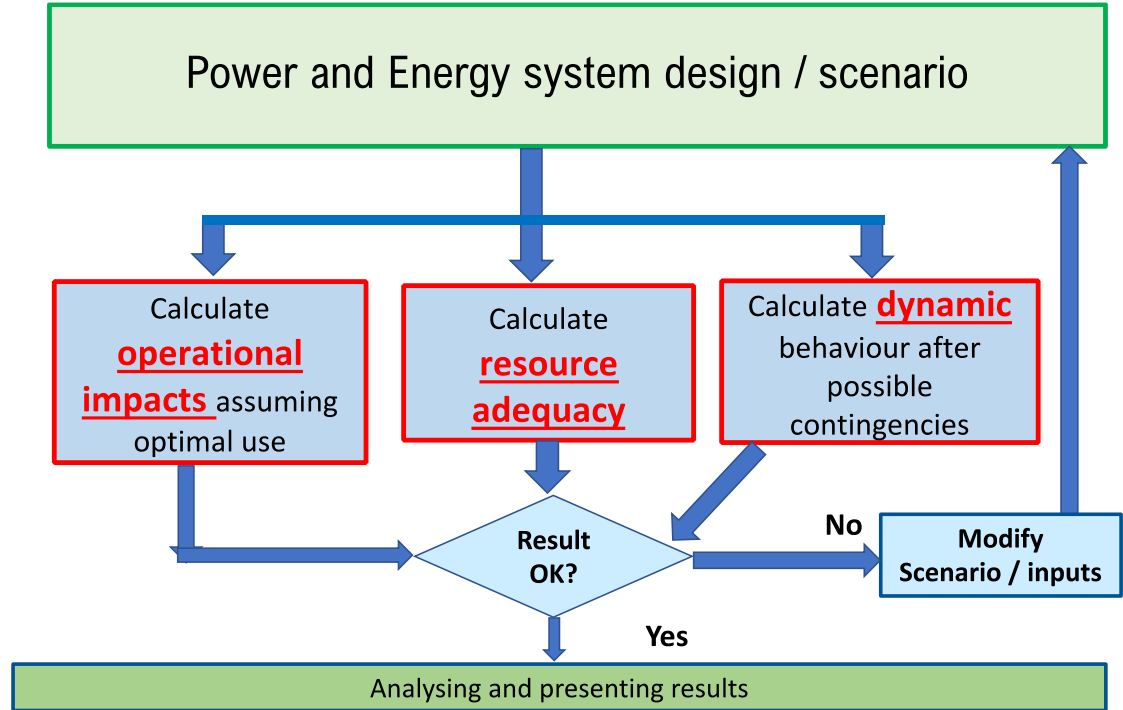 Power and Energy system design / scenario
Calculate
operational
impacts assuming
optimal use
Calculate
resource
adequacy
Calculate dynamic
behaviour after
possible
contingencies
Result
OK?
No
Modify
Scenario / inputs
Yes
Analysing and presenting results